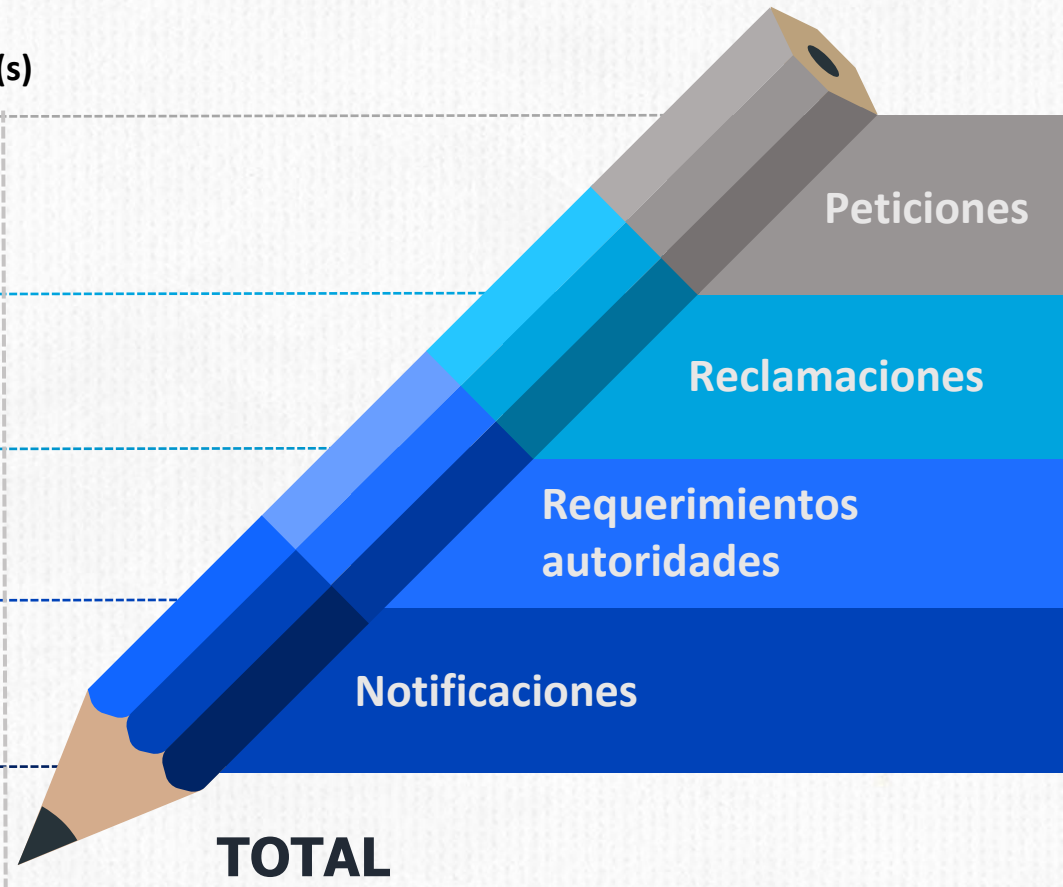 (s)
Peticiones
Reclamaciones
Requerimientos
autoridades
Notificaciones
TOTAL